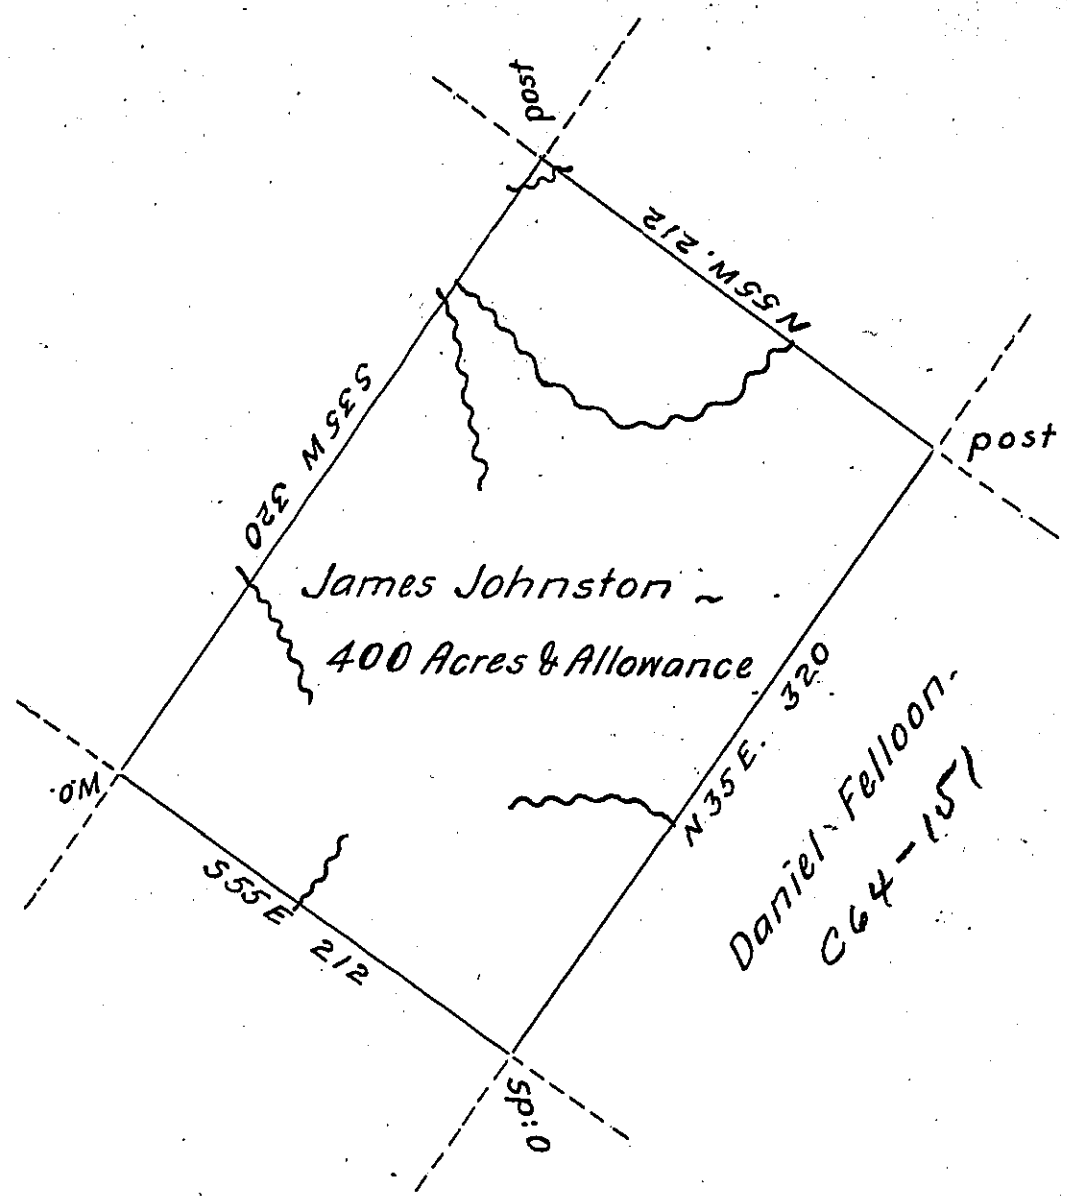 post
N55W. 212
S35W 320
post
James Johnston ~
400 Acres & Allowance
N.35E. 320
W.O.
S55E 212
Daniel Felloon.
C64-151
Sp:O